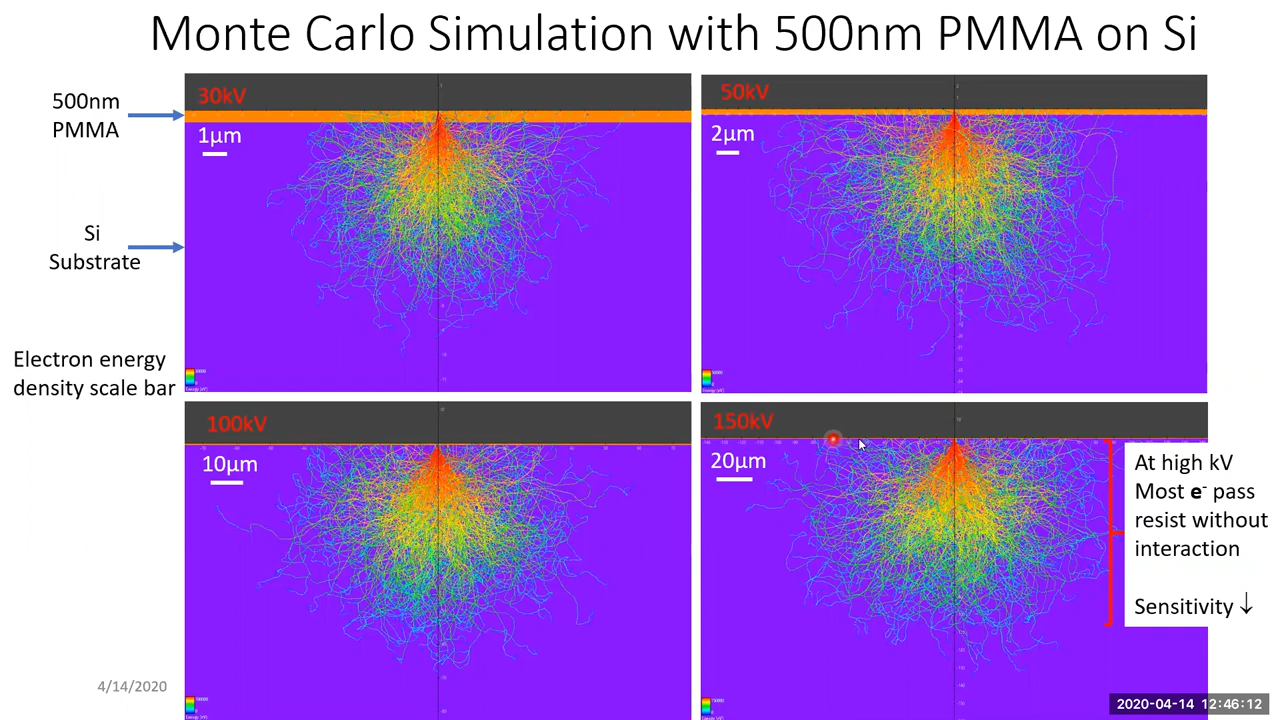 Monte Carlo Simulation with 500nm PMMA on Si
500nm
PMMA
Si
Substrate
Electron energy
density scale bar
30kV
1µm
50kV
2µm
100kV
10µm
150kV
20µm
At high kV
Most e⁻ pass
resist without
interaction
Sensitivity ↓
4/14/2020
2020-04-14 12:46:12